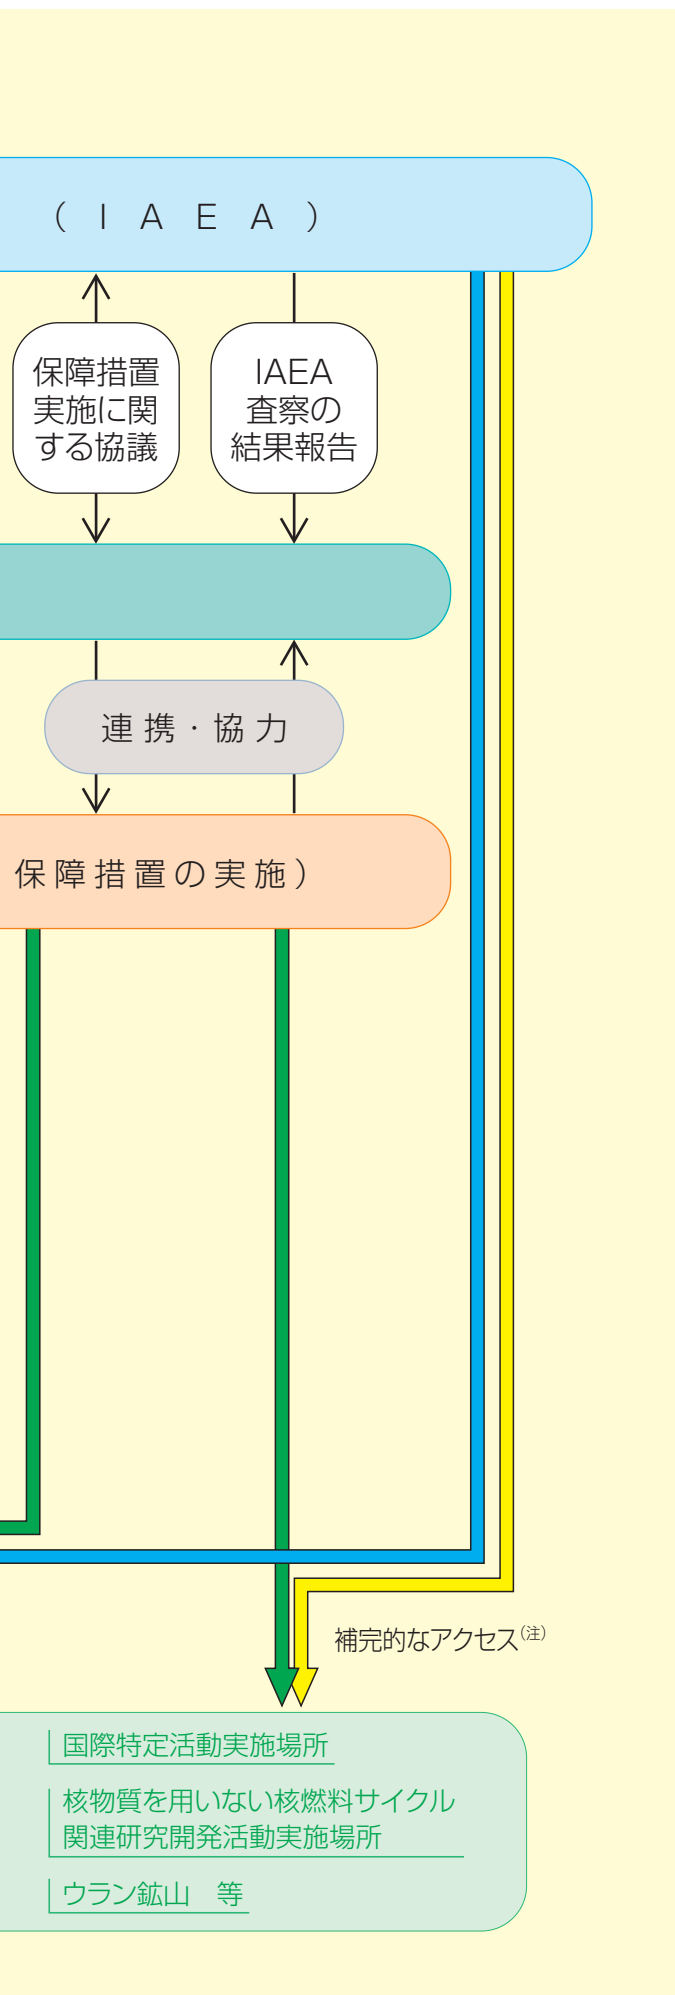 （ＩＡＥＡ）
保障措置
実施に関
する協議
IAEA
査察の
結果報告
連携・協力
保障措置の実施）
補完的なアクセス(注)
国際特定活動実施場所
核物質を用いない核燃料サイクル
関連研究開発活動実施場所
ウラン鉱山　等